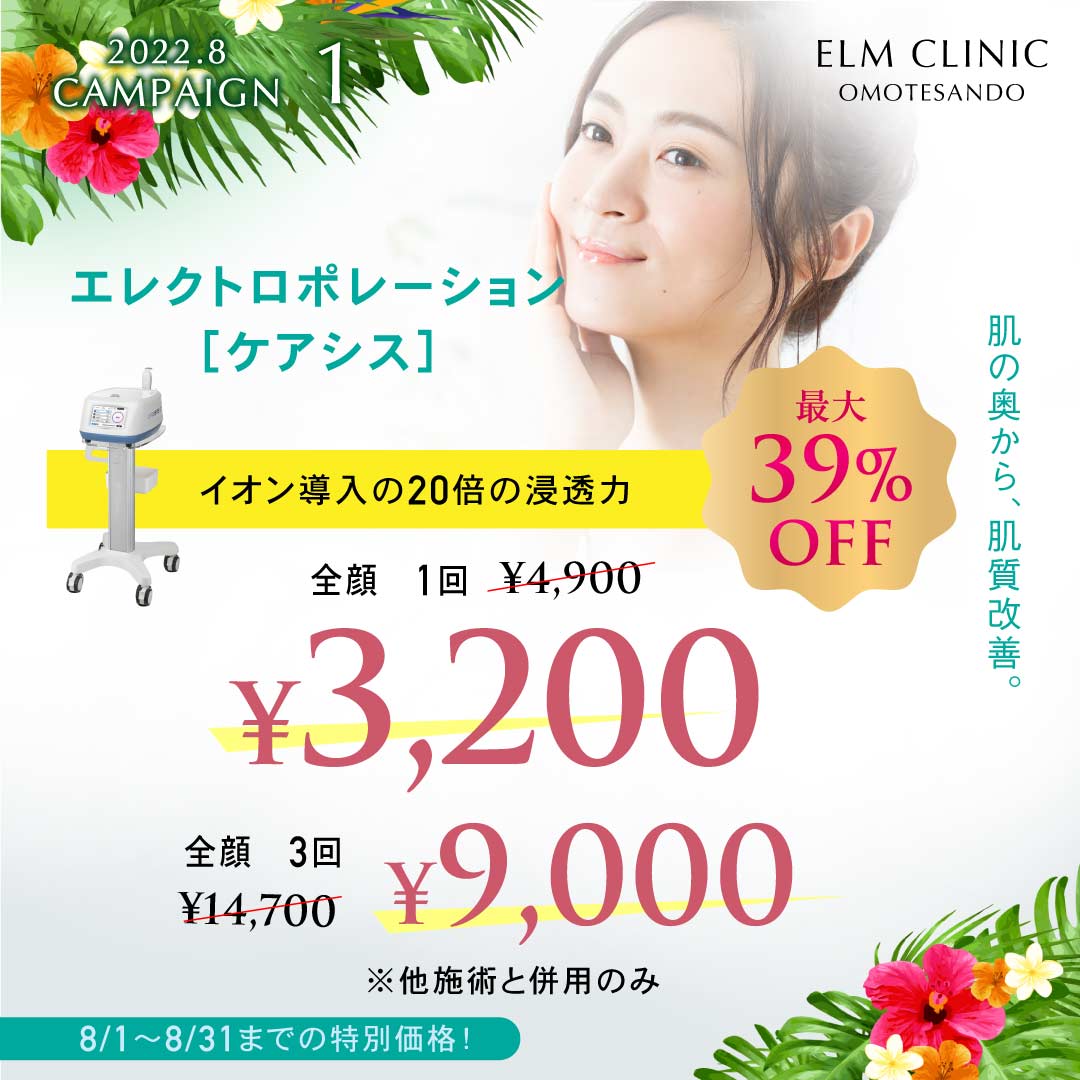 2022.8
CAMPAIGN 1
ELM CLINIC
OMOTESANDO
エレクトロポレーション
［ケアシス］
肌の奥から、肌質改善。
最大
39%
OFF
イオン導入の20倍の浸透力
全顔 1回 ¥4,900
¥3,200
全顔 3回
¥14,700
¥9,000
※他施術と併用のみ
8/1〜8/31までの特別価格！